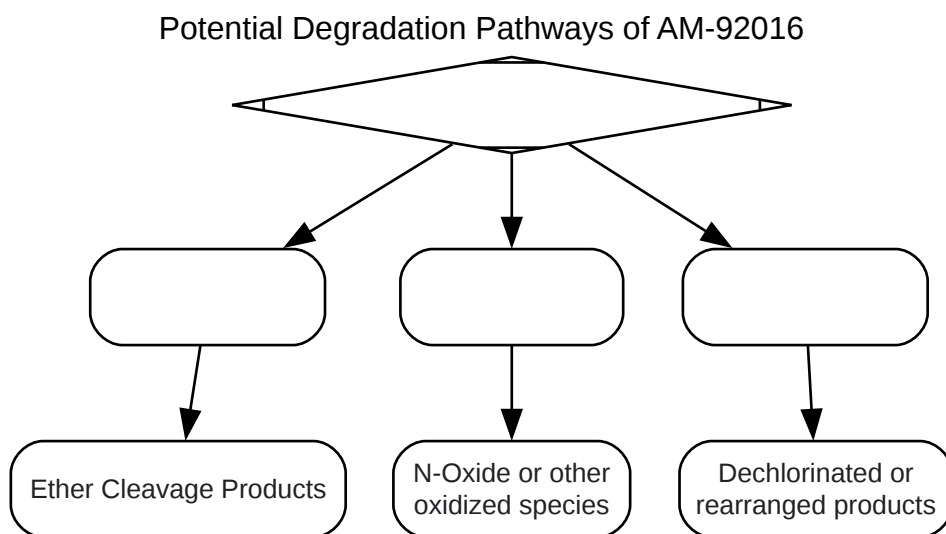 Potential Degradation Pathways of AM-92016
Ether Cleavage Products
N-Oxide or other
oxidized species
Dechlorinated or
rearranged products